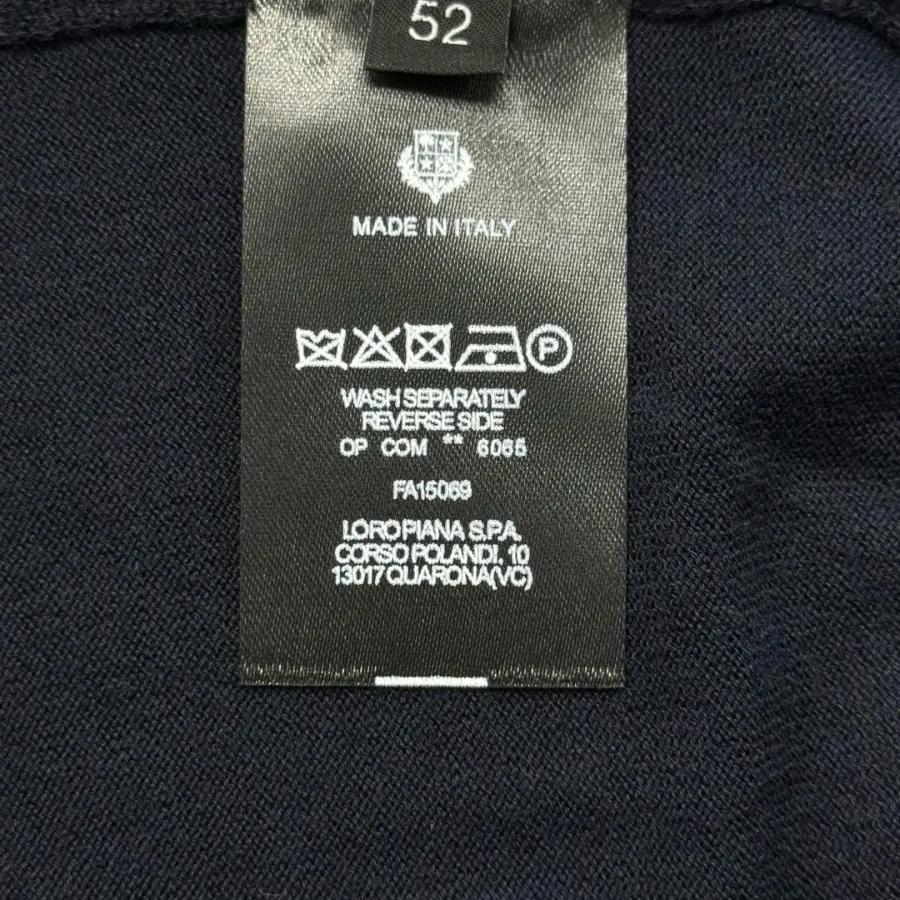 52
MADE IN ITALY
P
WASH SEPARATELY
REVERSE SIDE
OP COM ** 6065
FA15069
LORO PIANA S.P.A.
CORSO POLANDI, 10
13017 QUARONA(VC)